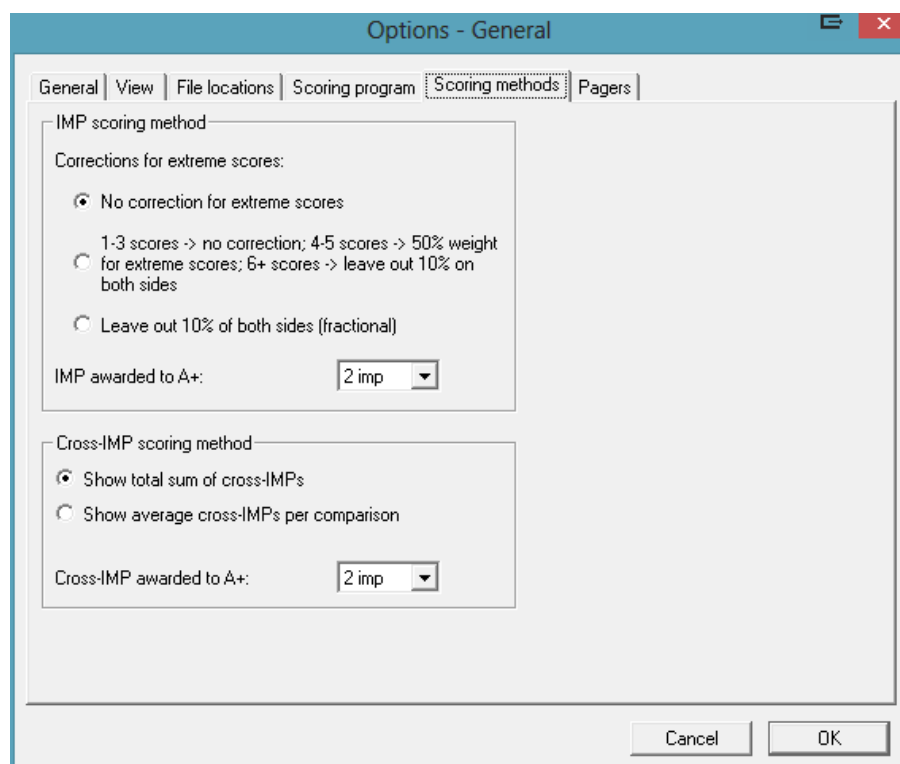 Options - General
General View File locations Scoring program Scoring methods Pagers
IMP scoring method
Corrections for extreme scores:
No correction for extreme scores
1-3 scores -> no correction; 4-5 scores -> 50% weight
for extreme scores; 6+ scores -> leave out 10% on
both sides
Leave out 10% of both sides (fractional)
IMP awarded to A+: 2 imp
Cross-IMP scoring method
Show total sum of cross-IMPs
Show average cross-IMPs per comparison
Cross-IMP awarded to A+: 2 imp
Cancel OK